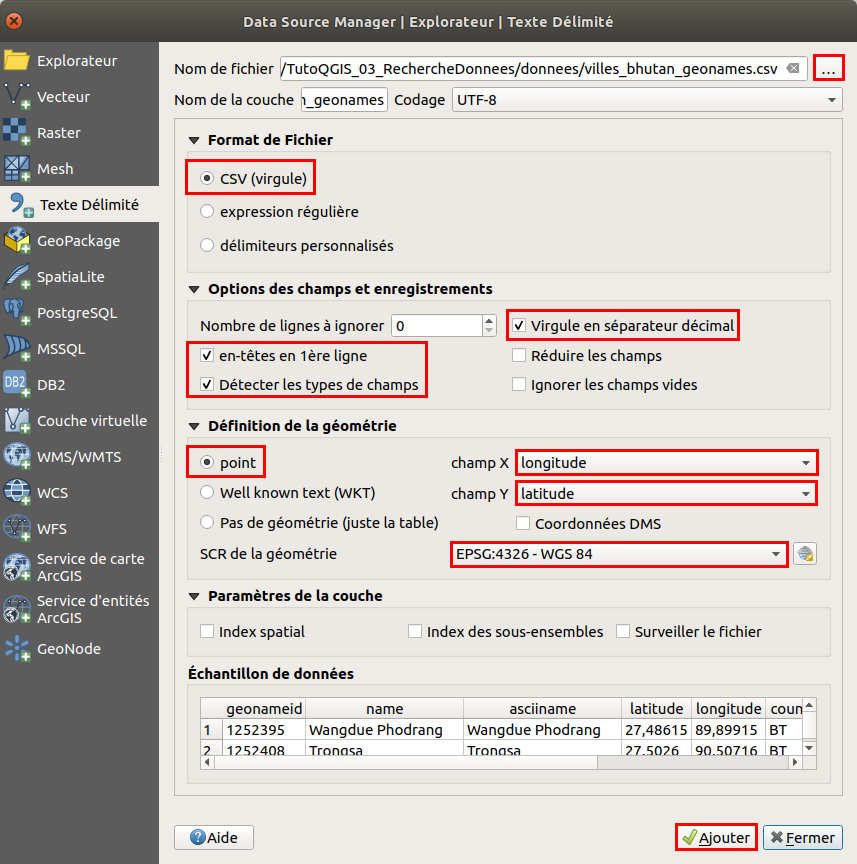 Data Source Manager | Explorateur | Texte Délimité
Explorateur
Vecteur
Raster
Mesh
Texte Délimité
GeoPackage
SpatiaLite
PostgreSQL
MSSQL
DB2
DB2
Couche virtuelle
WMS/WMTS
WCS
WFS
Service de carte
ArcGIS
Service d'entités
ArcGIS
GeoNode
Nom de fichier /TutoQGIS_03_RechercheDonnees/donnees/villes_bhutan_geonames.csv ...
Nom de la couche n_geonames Codage UTF-8
Format de Fichier
CSV (virgule)
expression régulière
délimiteurs personnalisés
Options des champs et enregistrements
Nombre de lignes à ignorer 0 Virgule en séparateur décimal
en-têtes en 1ère ligne Réduire les champs
Détecter les types de champs Ignorer les champs vides
Définition de la géométrie
point champ X longitude
Well known text (WKT) champ Y latitude
Pas de géométrie (juste la table) Coordonnées DMS
SCR de la géométrie EPSG:4326 - WGS 84
Paramètres de la couche
Index spatial Index des sous-ensembles Surveiller le fichier
Échantillon de données
geonameid name asciiname latitude longitude coun
1 1252395 Wangdue Phodrang Wangdue Phodrang 27,48615 89,89915 BT
2 1252408 Trongsa Trongsa 27,5026 90,50716 BT
Aide Ajouter Fermer